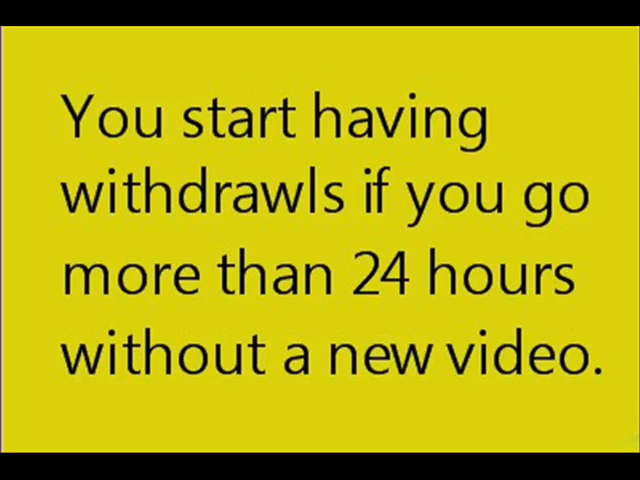 You start having
withdrawls if you go
more than 24 hours
without a new video.